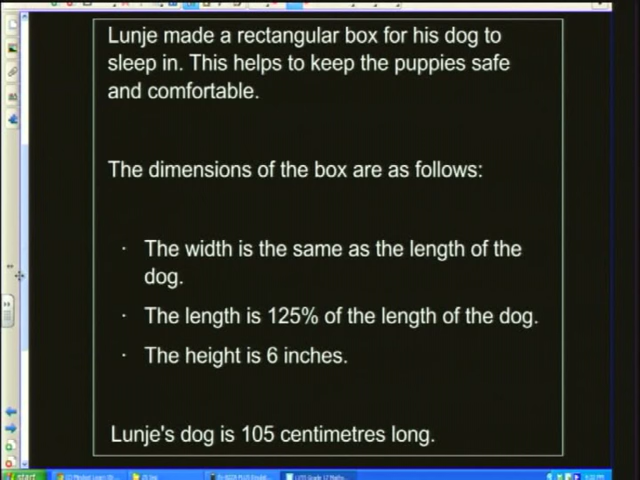 Lunje made a rectangular box for his dog to
sleep in. This helps to keep the puppies safe
and comfortable.
The dimensions of the box are as follows:
· The width is the same as the length of the
dog.
· The length is 125% of the length of the dog.
· The height is 6 inches.
Lunje's dog is 105 centimetres long.
start